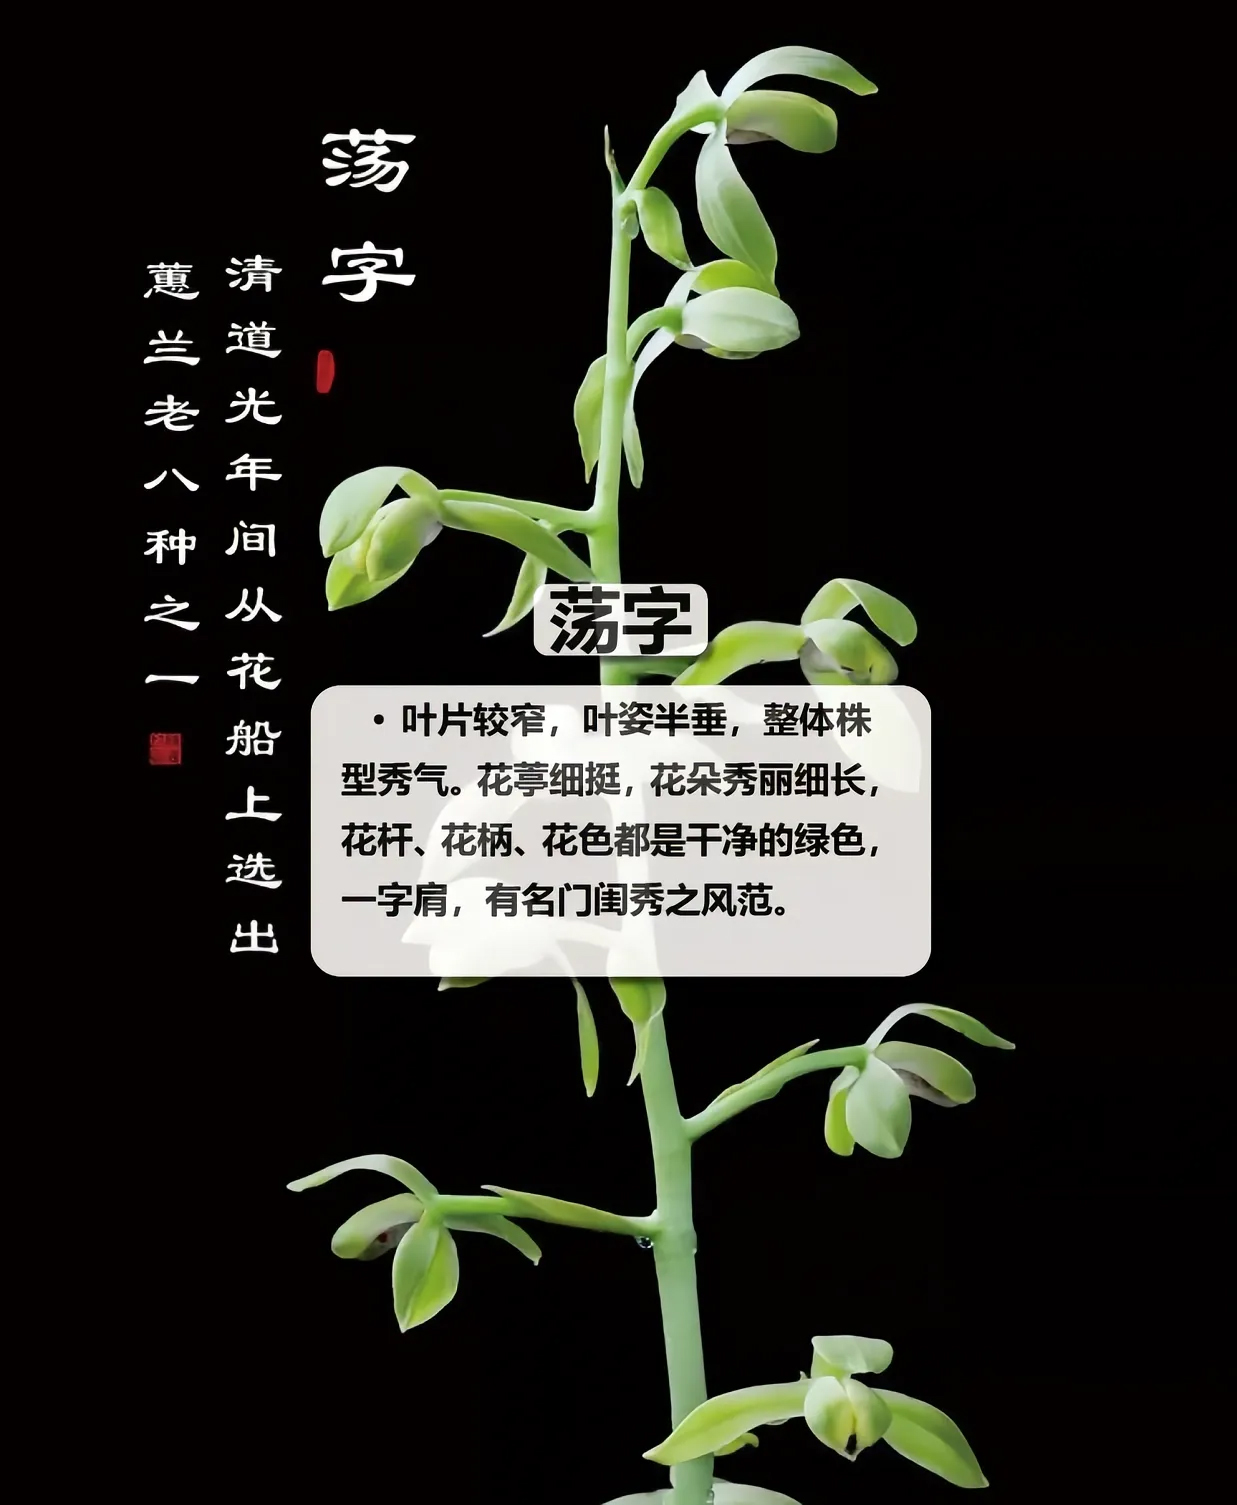 荡字
清道光年间从花船上选出
蕙兰老八种之一
荡字
• 叶片较窄，叶姿半垂，整体株
型秀气。花葶细挺，花朵秀丽细长，
花杆、花柄、花色都是干净的绿色，
一字肩，有名门闺秀之风范。